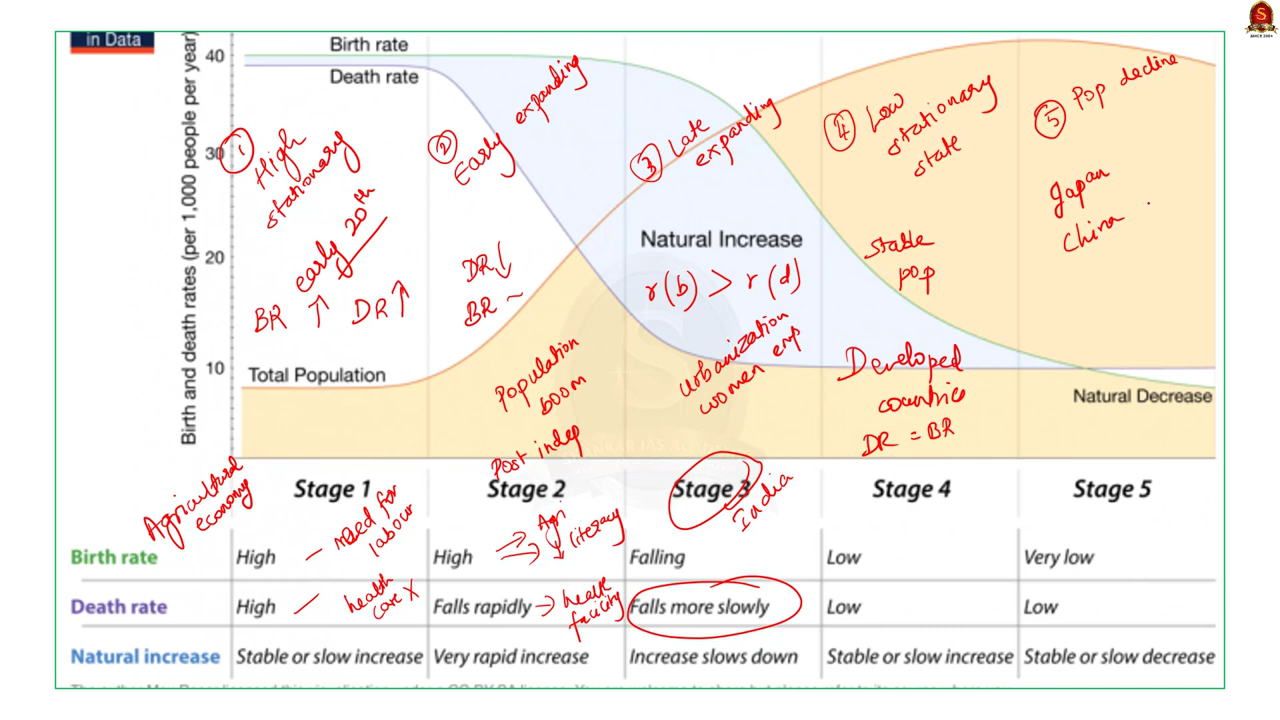 S
SINCE 2004
in Data
Birth and death rates (per 1,000 people per year)
40
30
20
10
Birth rate
Death rate
Total Population
Natural Increase
Natural Decrease
① High
stationary
early 20th
BR ↑ DR ↑
② Early expanding
DR ↓
BR ~
Population
boom
Post indep
③ Late
expanding
r(b) > r(d)
urbanization
women emp
④ Low
stationary
state
stable
pop
Developed
countries
DR = BR
⑤ Pop decline
Japan
China
Agricultural
economy
Stage 1 Stage 2 Stage 3 Stage 4 Stage 5
India
Birth rate High – need for
labour
High → Agri
↓ literacy
Falling Low Very low
Death rate High – health
care X
Falls rapidly → health
facility
Falls more slowly Low Low
Natural increase Stable or slow increase Very rapid increase Increase slows down Stable or slow increase Stable or slow decrease